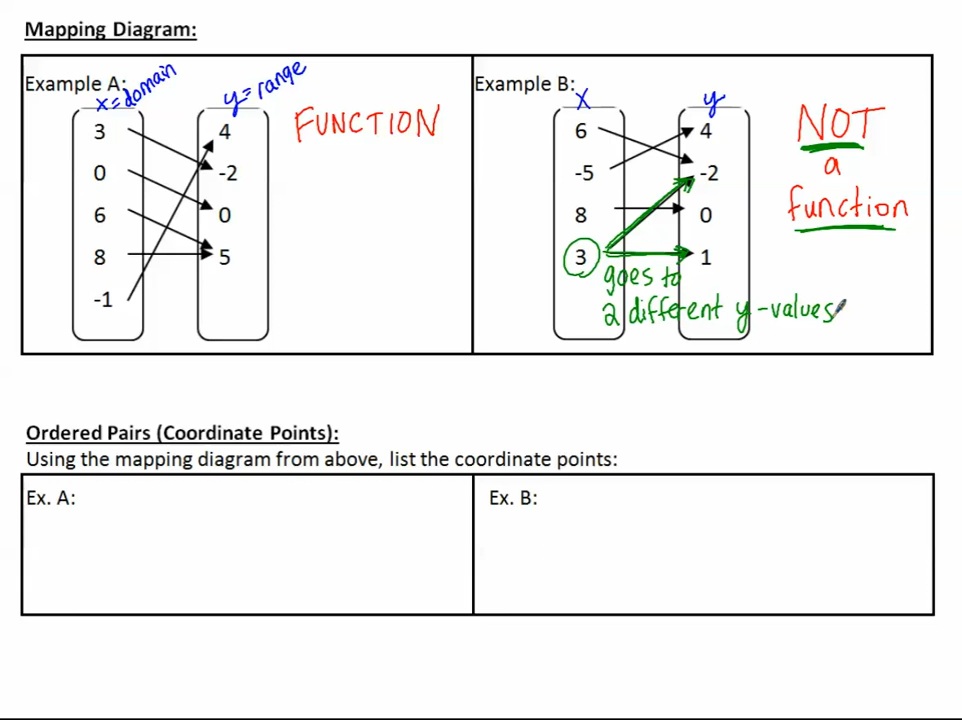 Mapping Diagram:
Example A:
x = domain
y = range
3
0
6
8
-1
4
-2
0
5
FUNCTION
Example B:
X
y
6
-5
8
3
4
-2
0
1
goes to
2 different y-values
NOT
a
function
Ordered Pairs (Coordinate Points):
Using the mapping diagram from above, list the coordinate points:
Ex. A:
Ex. B: